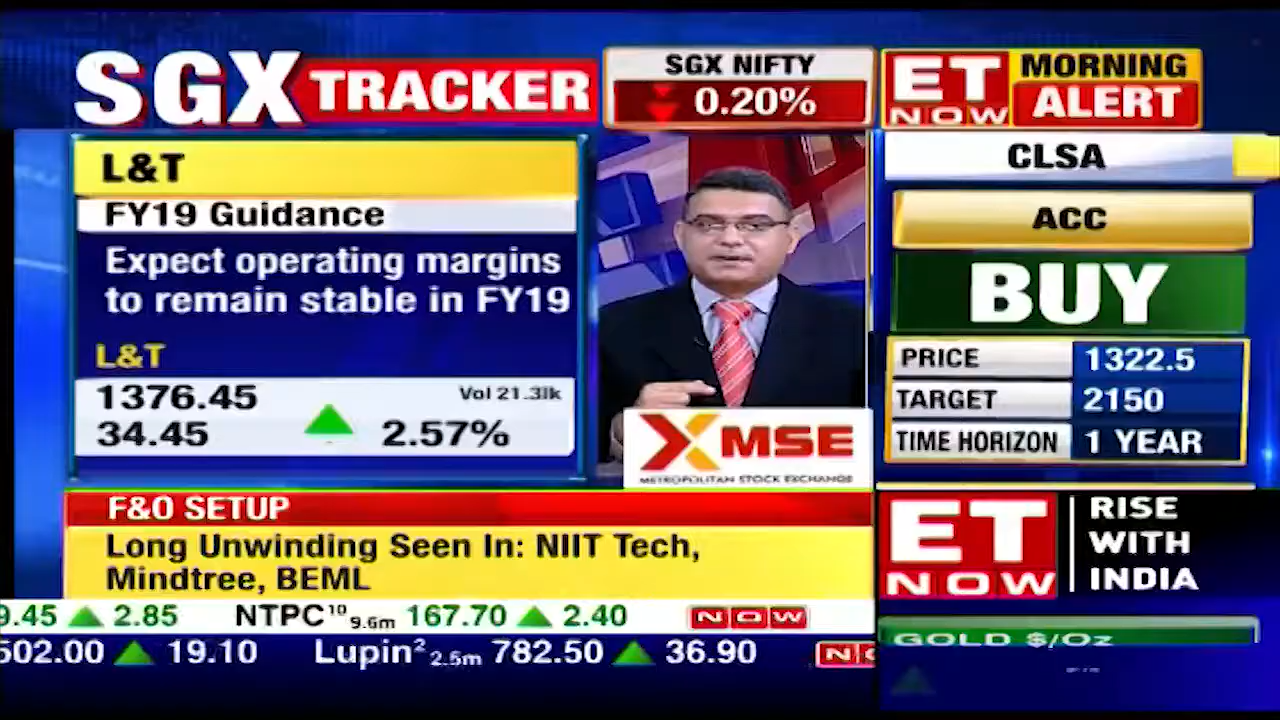 SGX TRACKER
SGX NIFTY
0.20%
ET NOW
MORNING ALERT
L&T
FY19 Guidance
Expect operating margins
to remain stable in FY19
L&T
1376.45
Vol 21.3lk
34.45
2.57%
MSE
METROPOLITAN STOCK EXCHANGE
CLSA
ACC
BUY
PRICE 1322.5
TARGET 2150
TIME HORIZON 1 YEAR
F&O SETUP
Long Unwinding Seen In: NIIT Tech,
Mindtree, BEML
ET NOW
RISE
WITH
INDIA
9.45 2.85 NTPC10 9.6m 167.70 2.40 NOW
502.00 19.10 Lupin2 2.5m 782.50 36.90
GOLD $/Oz